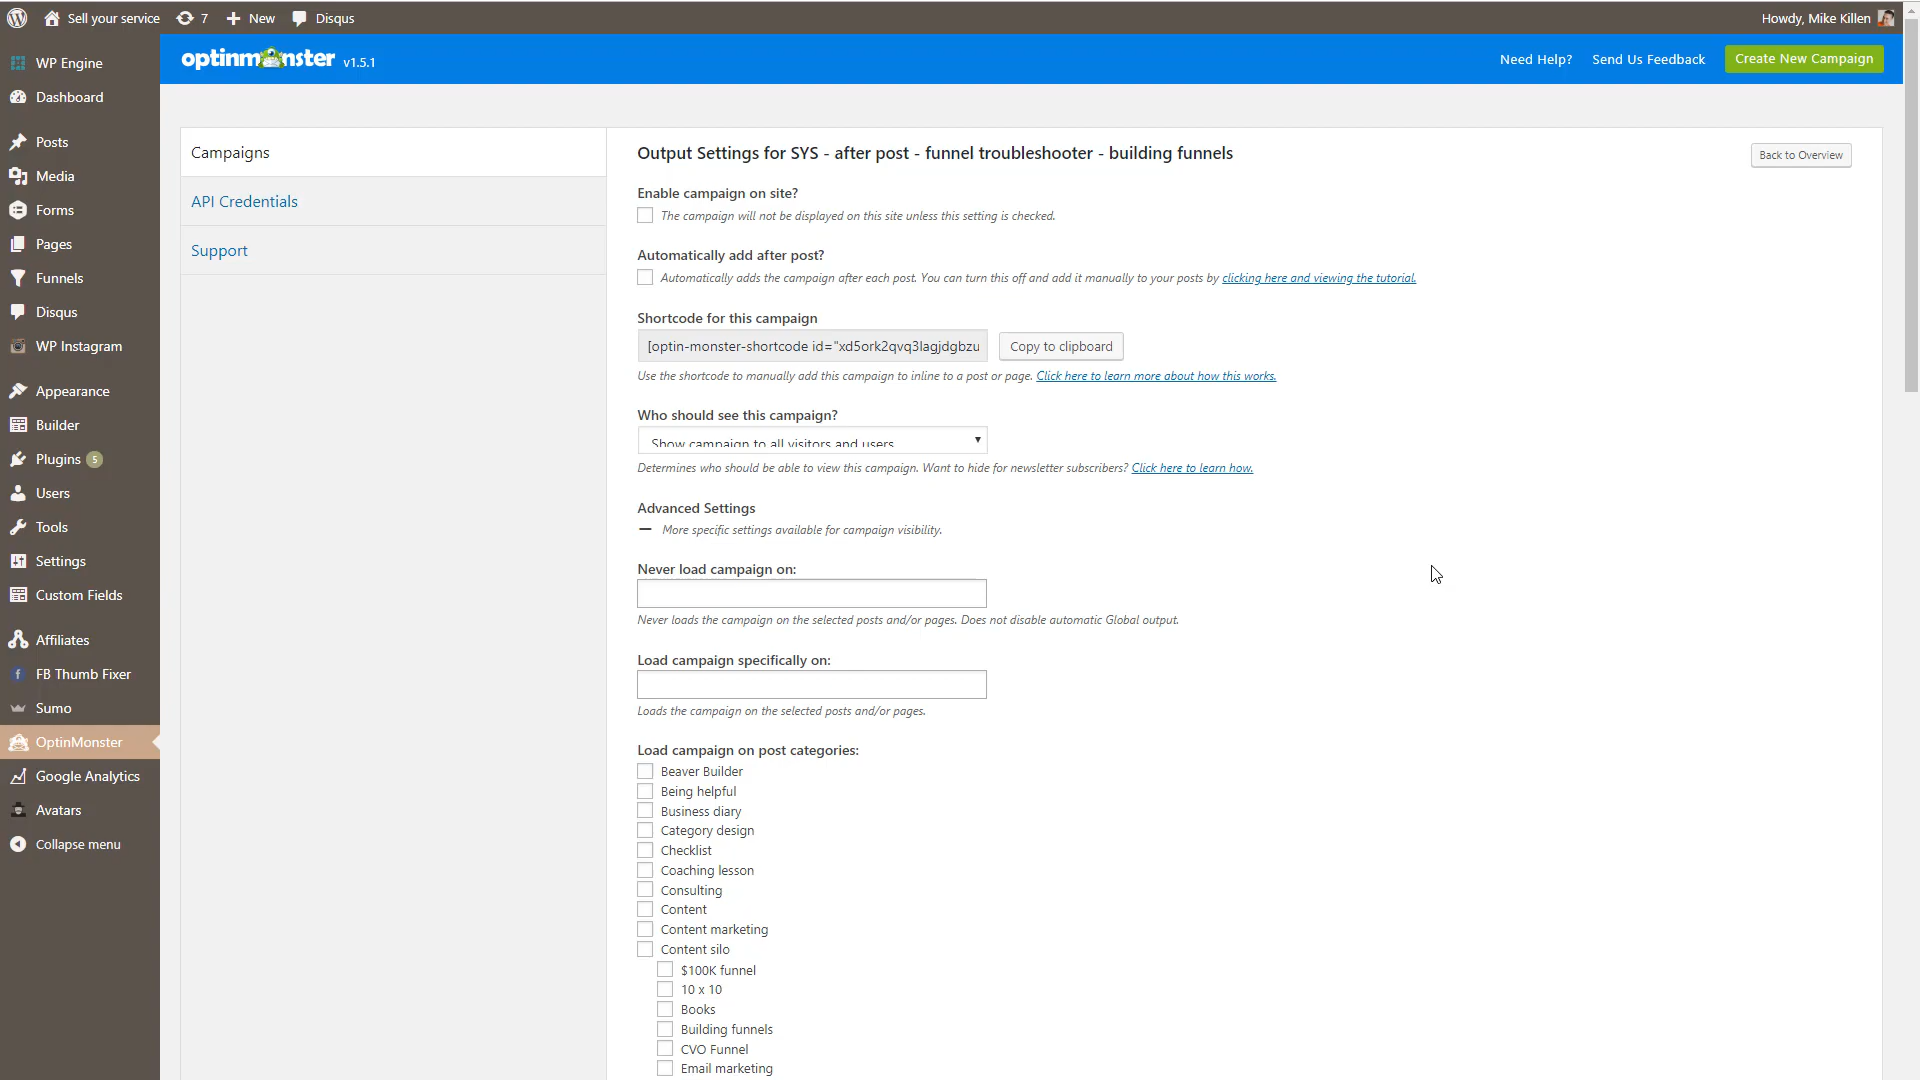 Sell your service 7 New Disqus Howdy, Mike Killen
WP Engine
Dashboard
Posts
Media
Forms
Pages
Funnels
Disqus
WP Instagram
Appearance
Builder
Plugins 5
Users
Tools
Settings
Custom Fields
Affiliates
FB Thumb Fixer
Sumo
OptinMonster
Google Analytics
Avatars
Collapse menu
optinmonster v1.5.1 Need Help? Send Us Feedback Create New Campaign
Campaigns
API Credentials
Support
Output Settings for SYS - after post - funnel troubleshooter - building funnels Back to Overview
Enable campaign on site?
The campaign will not be displayed on this site unless this setting is checked.
Automatically add after post?
Automatically adds the campaign after each post. You can turn this off and add it manually to your posts by clicking here and viewing the tutorial.
Shortcode for this campaign
[optin-monster-shortcode id="xd5ork2qvq3lagjdgbzu Copy to clipboard
Use the shortcode to manually add this campaign to inline to a post or page. Click here to learn more about how this works.
Who should see this campaign?
Show campaign to all visitors and users
Determines who should be able to view this campaign. Want to hide for newsletter subscribers? Click here to learn how.
Advanced Settings
More specific settings available for campaign visibility.
Never load campaign on:
Never loads the campaign on the selected posts and/or pages. Does not disable automatic Global output.
Load campaign specifically on:
Loads the campaign on the selected posts and/or pages.
Load campaign on post categories:
Beaver Builder
Being helpful
Business diary
Category design
Checklist
Coaching lesson
Consulting
Content
Content marketing
Content silo
$100K funnel
10 x 10
Books
Building funnels
CVO Funnel
Email marketing